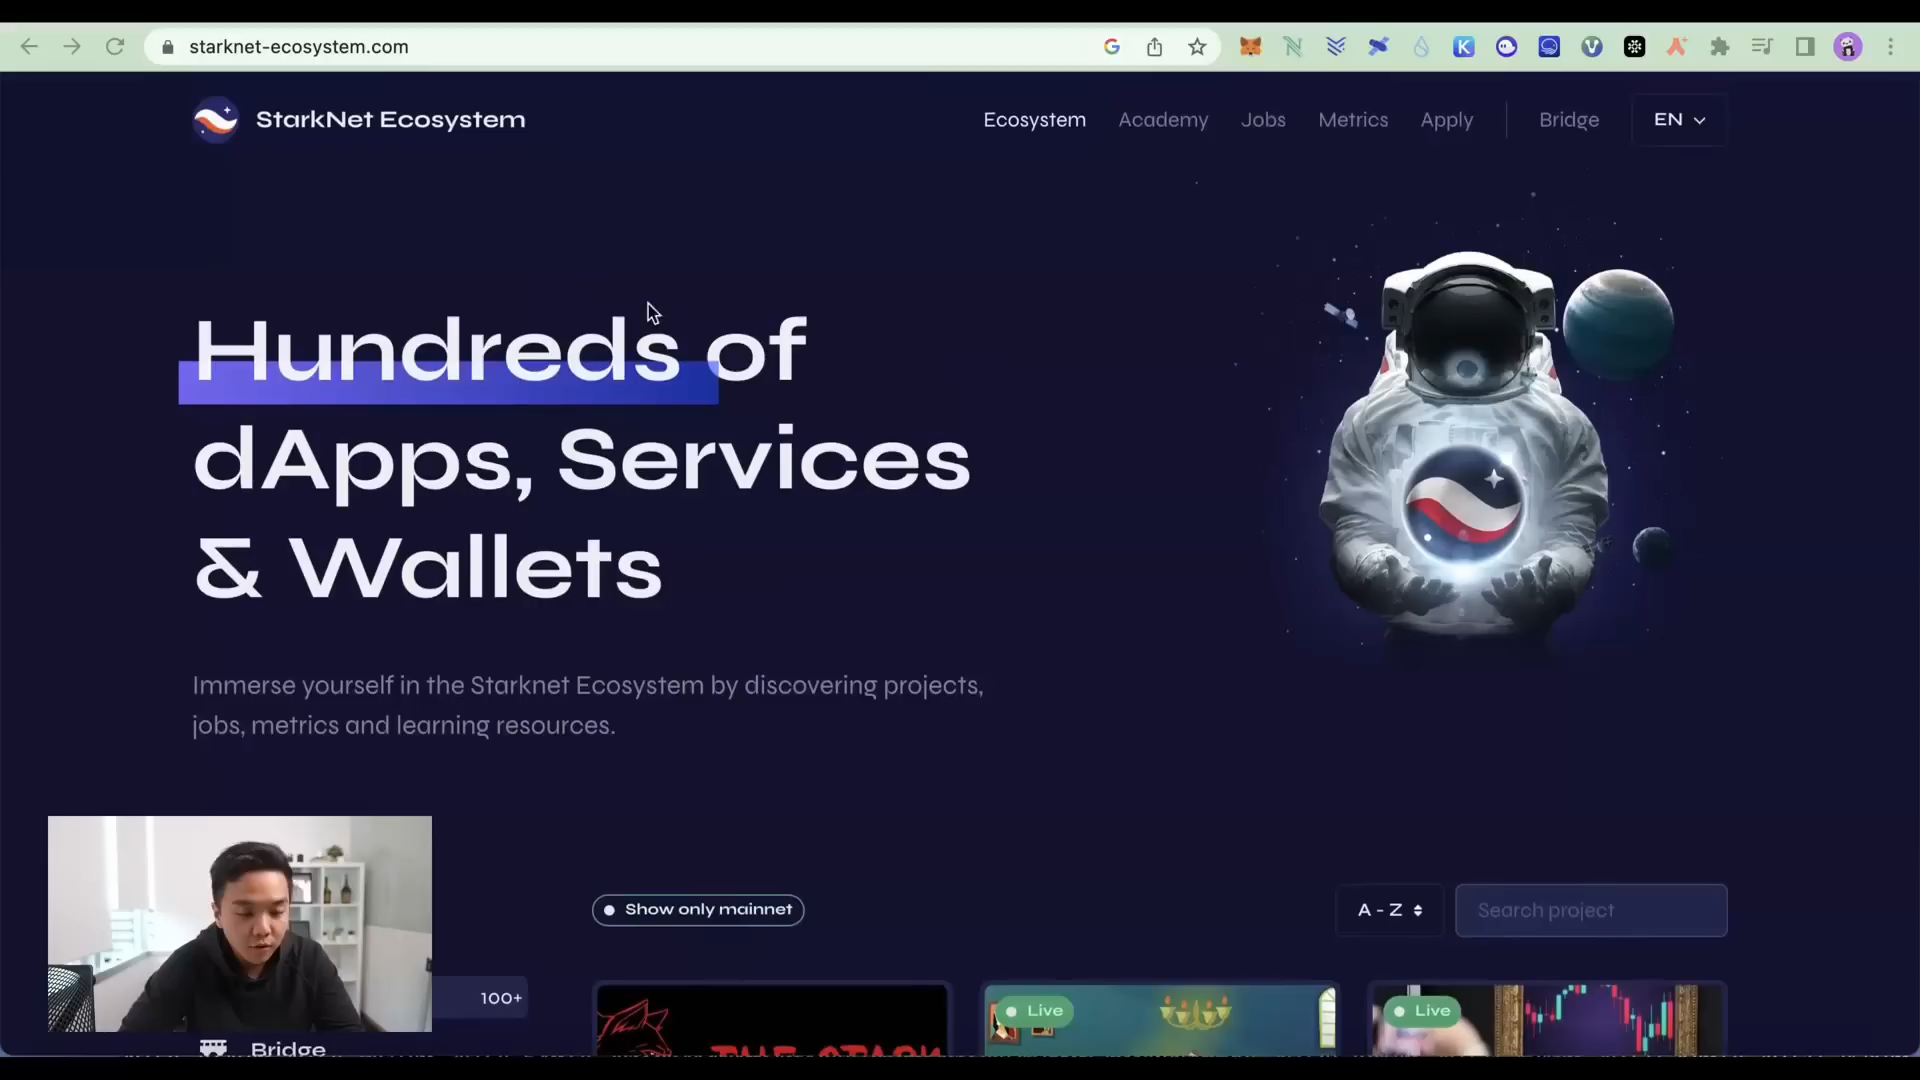 starknet-ecosystem.com
StarkNet Ecosystem
Ecosystem
Academy
Jobs
Metrics
Apply
Bridge
EN
Hundreds of
dApps, Services
& Wallets
Immerse yourself in the Starknet Ecosystem by discovering projects,
jobs, metrics and learning resources.
Show only mainnet
A - Z
Search project
100+
Live
Live
Bridge